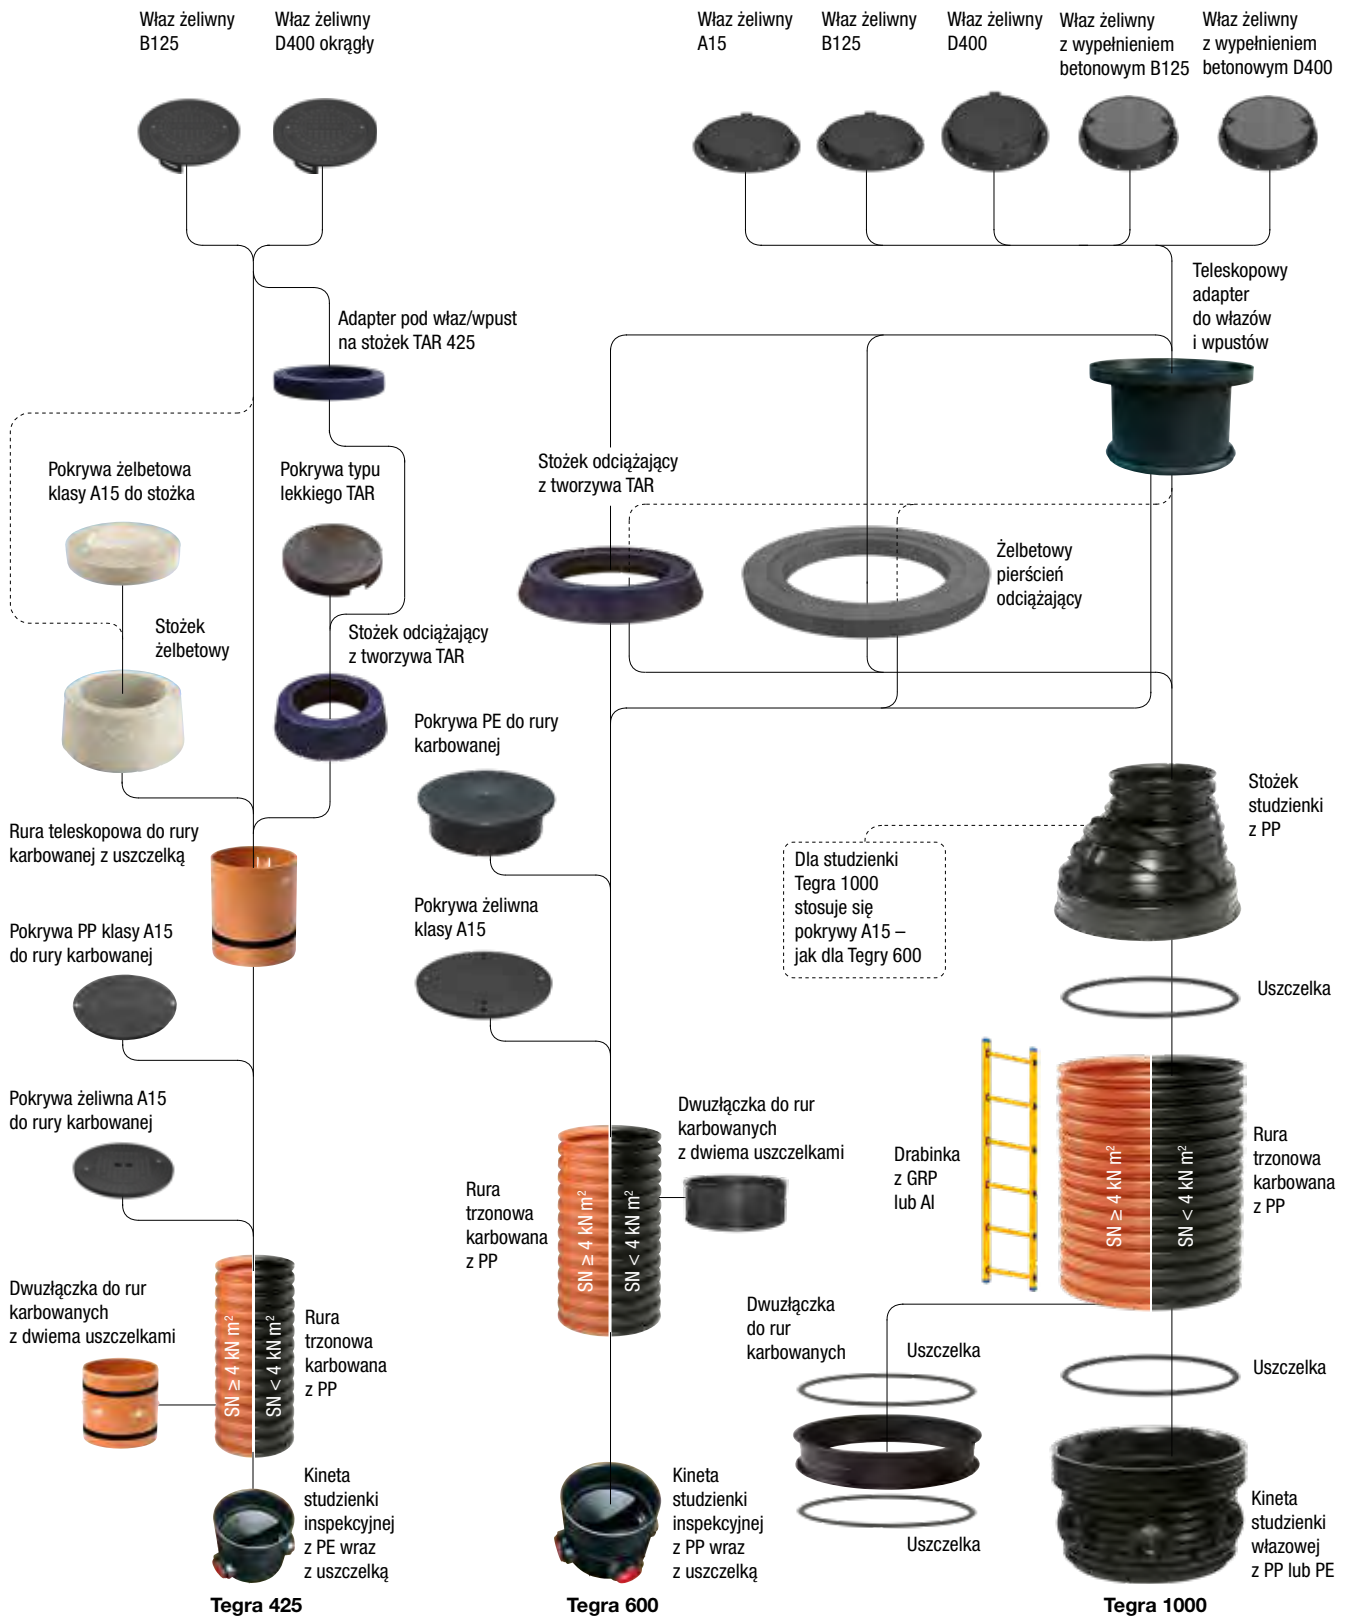 Właz żeliwny
B125
Właz żeliwny
D400 okrągły
Właz żeliwny
A15
Właz żeliwny
B125
Właz żeliwny
D400
Właz żeliwny
z wypełnieniem
betonowym B125
Właz żeliwny
z wypełnieniem
betonowym D400
Teleskopowy
adapter
do włazów
i wpustów
Adapter pod właz/wpust
na stożek TAR 425
Pokrywa żelbetowa
klasy A15 do stożka
Pokrywa typu
lekkiego TAR
Stożek odciążający
z tworzywa TAR
Żelbetowy
pierścień
odciążający
Stożek
żelbetowy
Stożek odciążający
z tworzywa TAR
Pokrywa PE do rury
karbowanej
Stożek
studzienki
z PP
Rura teleskopowa do rury
karbowanej z uszczelką
Dla studzienki
Tegra 1000
stosuje się
pokrywy A15 –
jak dla Tegry 600
Pokrywa żeliwna
klasy A15
Pokrywa PP klasy A15
do rury karbowanej
Uszczelka
Pokrywa żeliwna A15
do rury karbowanej
Dwuzłączka do rur
karbowanych
z dwiema uszczelkami
Drabinka
z GRP
lub Al
SN ≥ 4 kN m²
SN < 4 kN m²
Rura
trzonowa
karbowana
z PP
Rura
trzonowa
karbowana
z PP
SN ≥ 4 kN m²
SN < 4 kN m²
Dwuzłączka do rur
karbowanych
z dwiema uszczelkami
SN ≥ 4 kN m²
SN < 4 kN m²
Rura
trzonowa
karbowana
z PP
Dwuzłączka
do rur
karbowanych
Uszczelka
Uszczelka
Uszczelka
Kineta
studzienki
inspekcyjnej
z PE wraz
z uszczelką
Kineta
studzienki
inspekcyjnej
z PP wraz
z uszczelką
Kineta
studzienki
włazowej
z PP lub PE
Tegra 425
Tegra 600
Tegra 1000